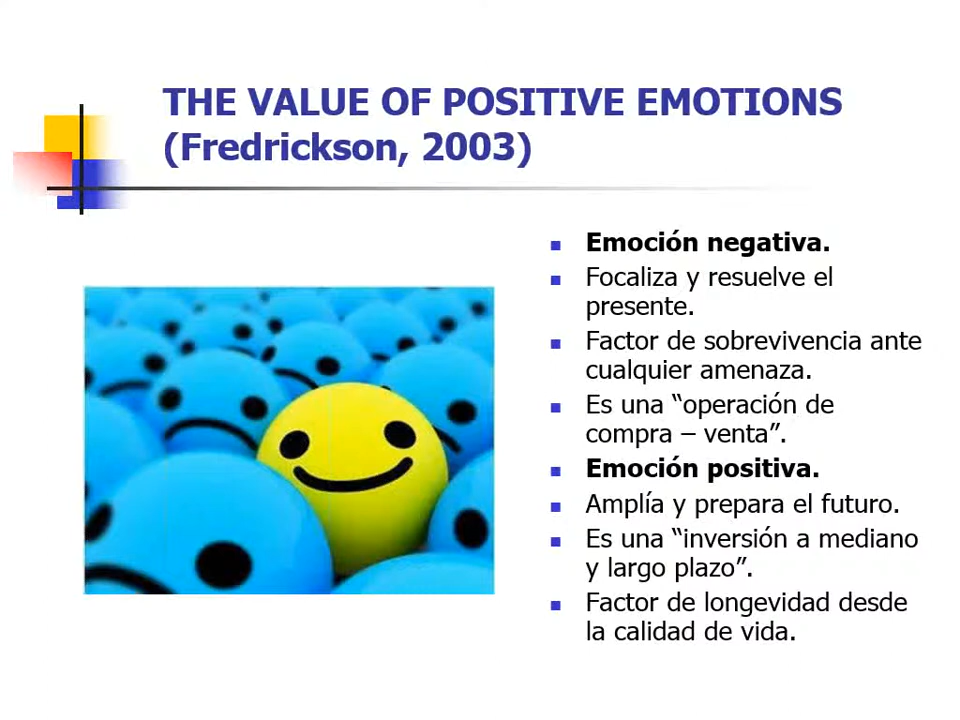 THE VALUE OF POSITIVE EMOTIONS
(Fredrickson, 2003)
Emoción negativa.
Focaliza y resuelve el
presente.
Factor de sobrevivencia ante
cualquier amenaza.
Es una “operación de
compra – venta”.
Emoción positiva.
Amplía y prepara el futuro.
Es una “inversión a mediano
y largo plazo”.
Factor de longevidad desde
la calidad de vida.